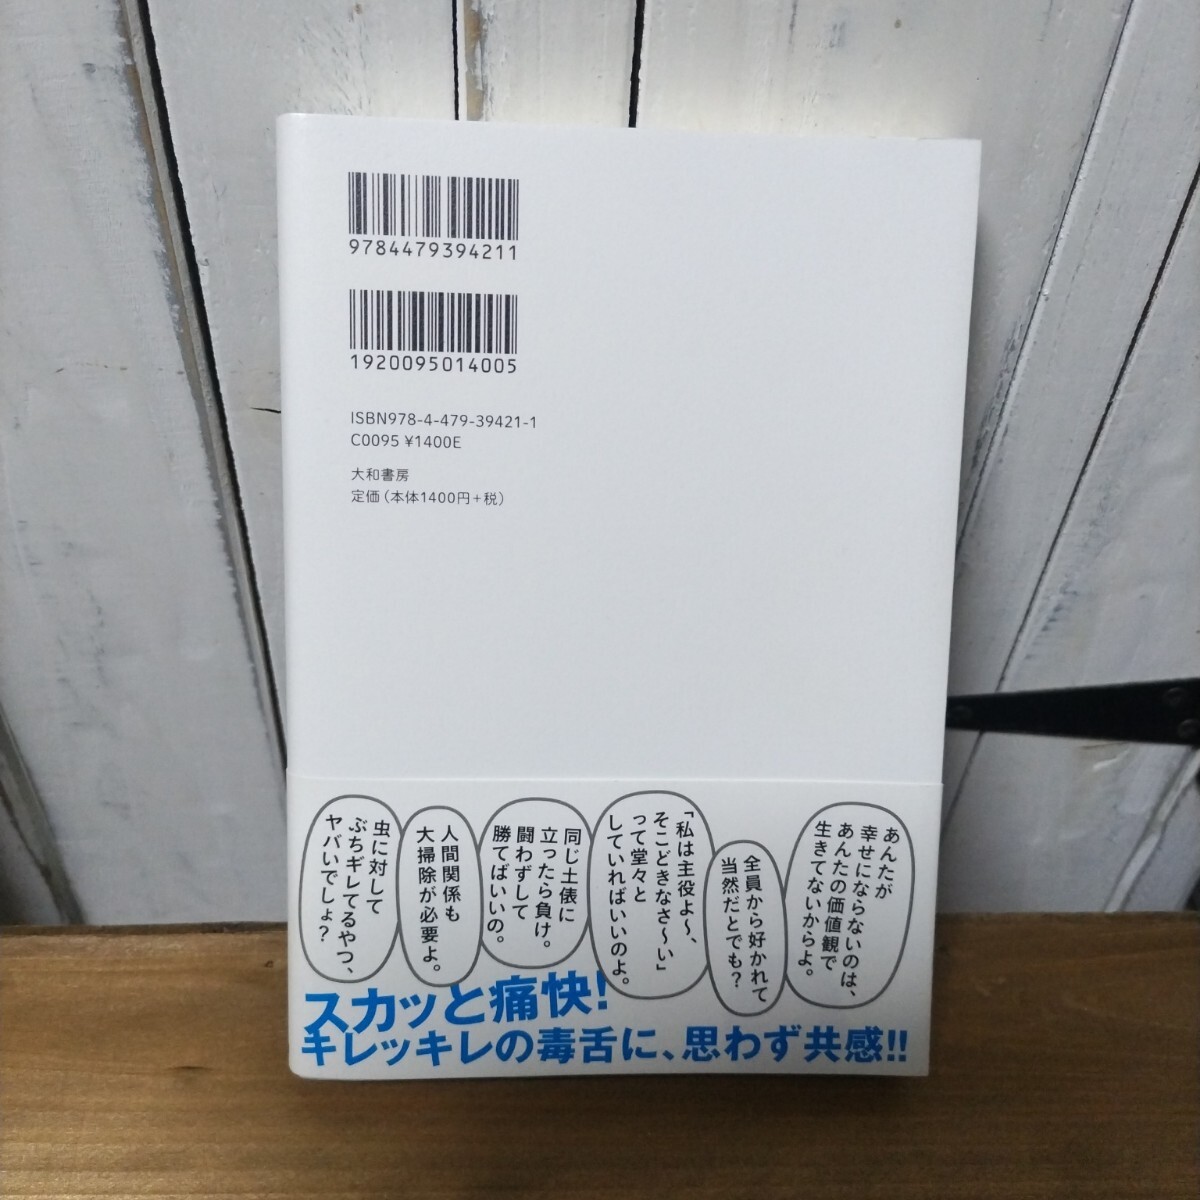 9784479394211
1920095014005
ISBN978-4-479-39421-1
C0095 ¥1400E
大和書房
定価（本体1400円+税）
あんたが
幸せにならないのは、
あんたの価値観で
生きてないからよ。
全員から好かれて
当然だとでも？
「私は主役よ〜、
そこどきなさ〜い」
って堂々と
していればいいのよ。
同じ土俵に
立ったら負け。
闘わずして
勝てばいいの。
人間関係も
大掃除が必要よ。
虫に対して
ぶちギレてるやつ、
ヤバいでしょ？
スカッと痛快！
キレッキレの毒舌に、思わず共感!!